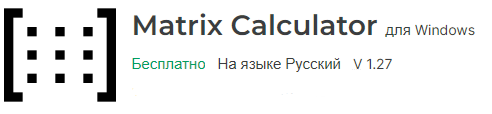 Matrix Calculator для Windows
Бесплатно На языке Русский V 1.27